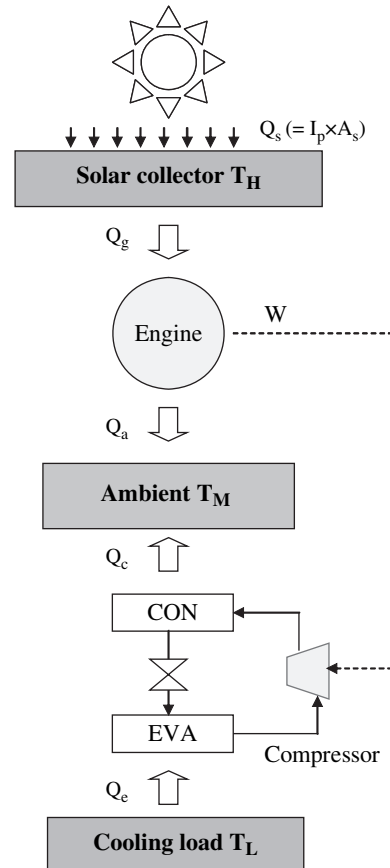 Q_s (= I_p×A_s)
Solar collector T_H
Q_g
W
Engine
Q_a
Ambient T_M
Q_c
CON
EVA
Compressor
Q_e
Cooling load T_L